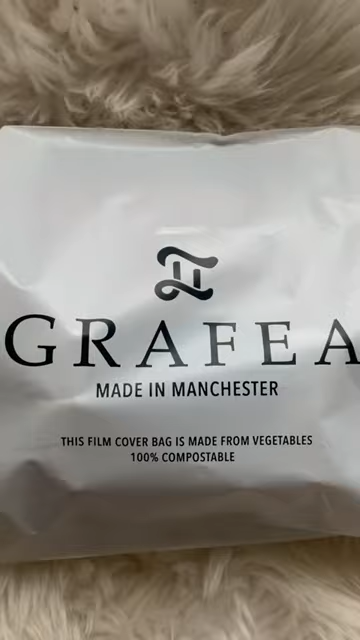 GRAFEA
MADE IN MANCHESTER
THIS FILM COVER BAG IS MADE FROM VEGETABLES
100% COMPOSTABLE